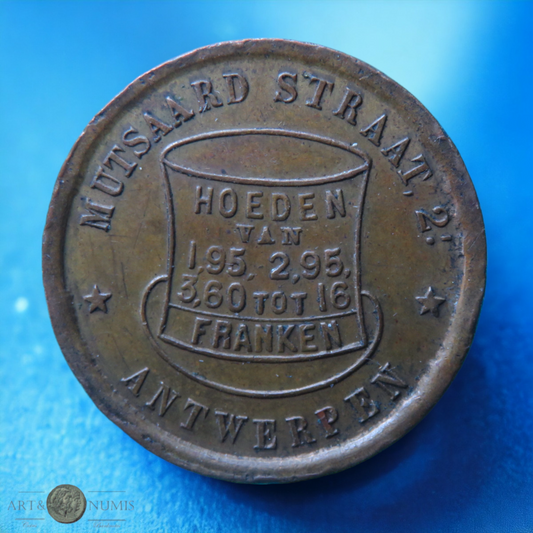 MUTSAARD STRAAT, 2.
HOEDEN
VAN
1,95, 2,95,
3,60 TOT 16
FRANKEN
ANTWERPEN
ART& NUMIS